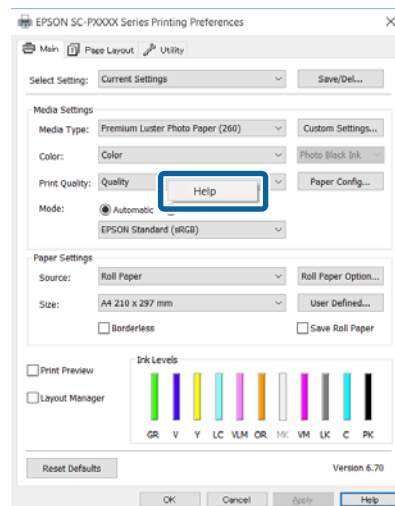 EPSON SC-PXXXX Series Printing Preferences
Main Page Layout Utility
Select Setting: Current Settings Save/Del...
Media Settings
Media Type: Premium Luster Photo Paper (260) Custom Settings...
Color: Color Photo Black Ink
Print Quality: Quality Paper Config...
Help
Mode: Automatic
EPSON Standard (sRGB)
Paper Settings
Source: Roll Paper Roll Paper Option...
Size: A4 210 x 297 mm User Defined...
Borderless Save Roll Paper
Ink Levels
Print Preview
Layout Manager
GR V Y LC VLM OR MK VM LK C PK
Reset Defaults Version 6.70
OK Cancel Apply Help